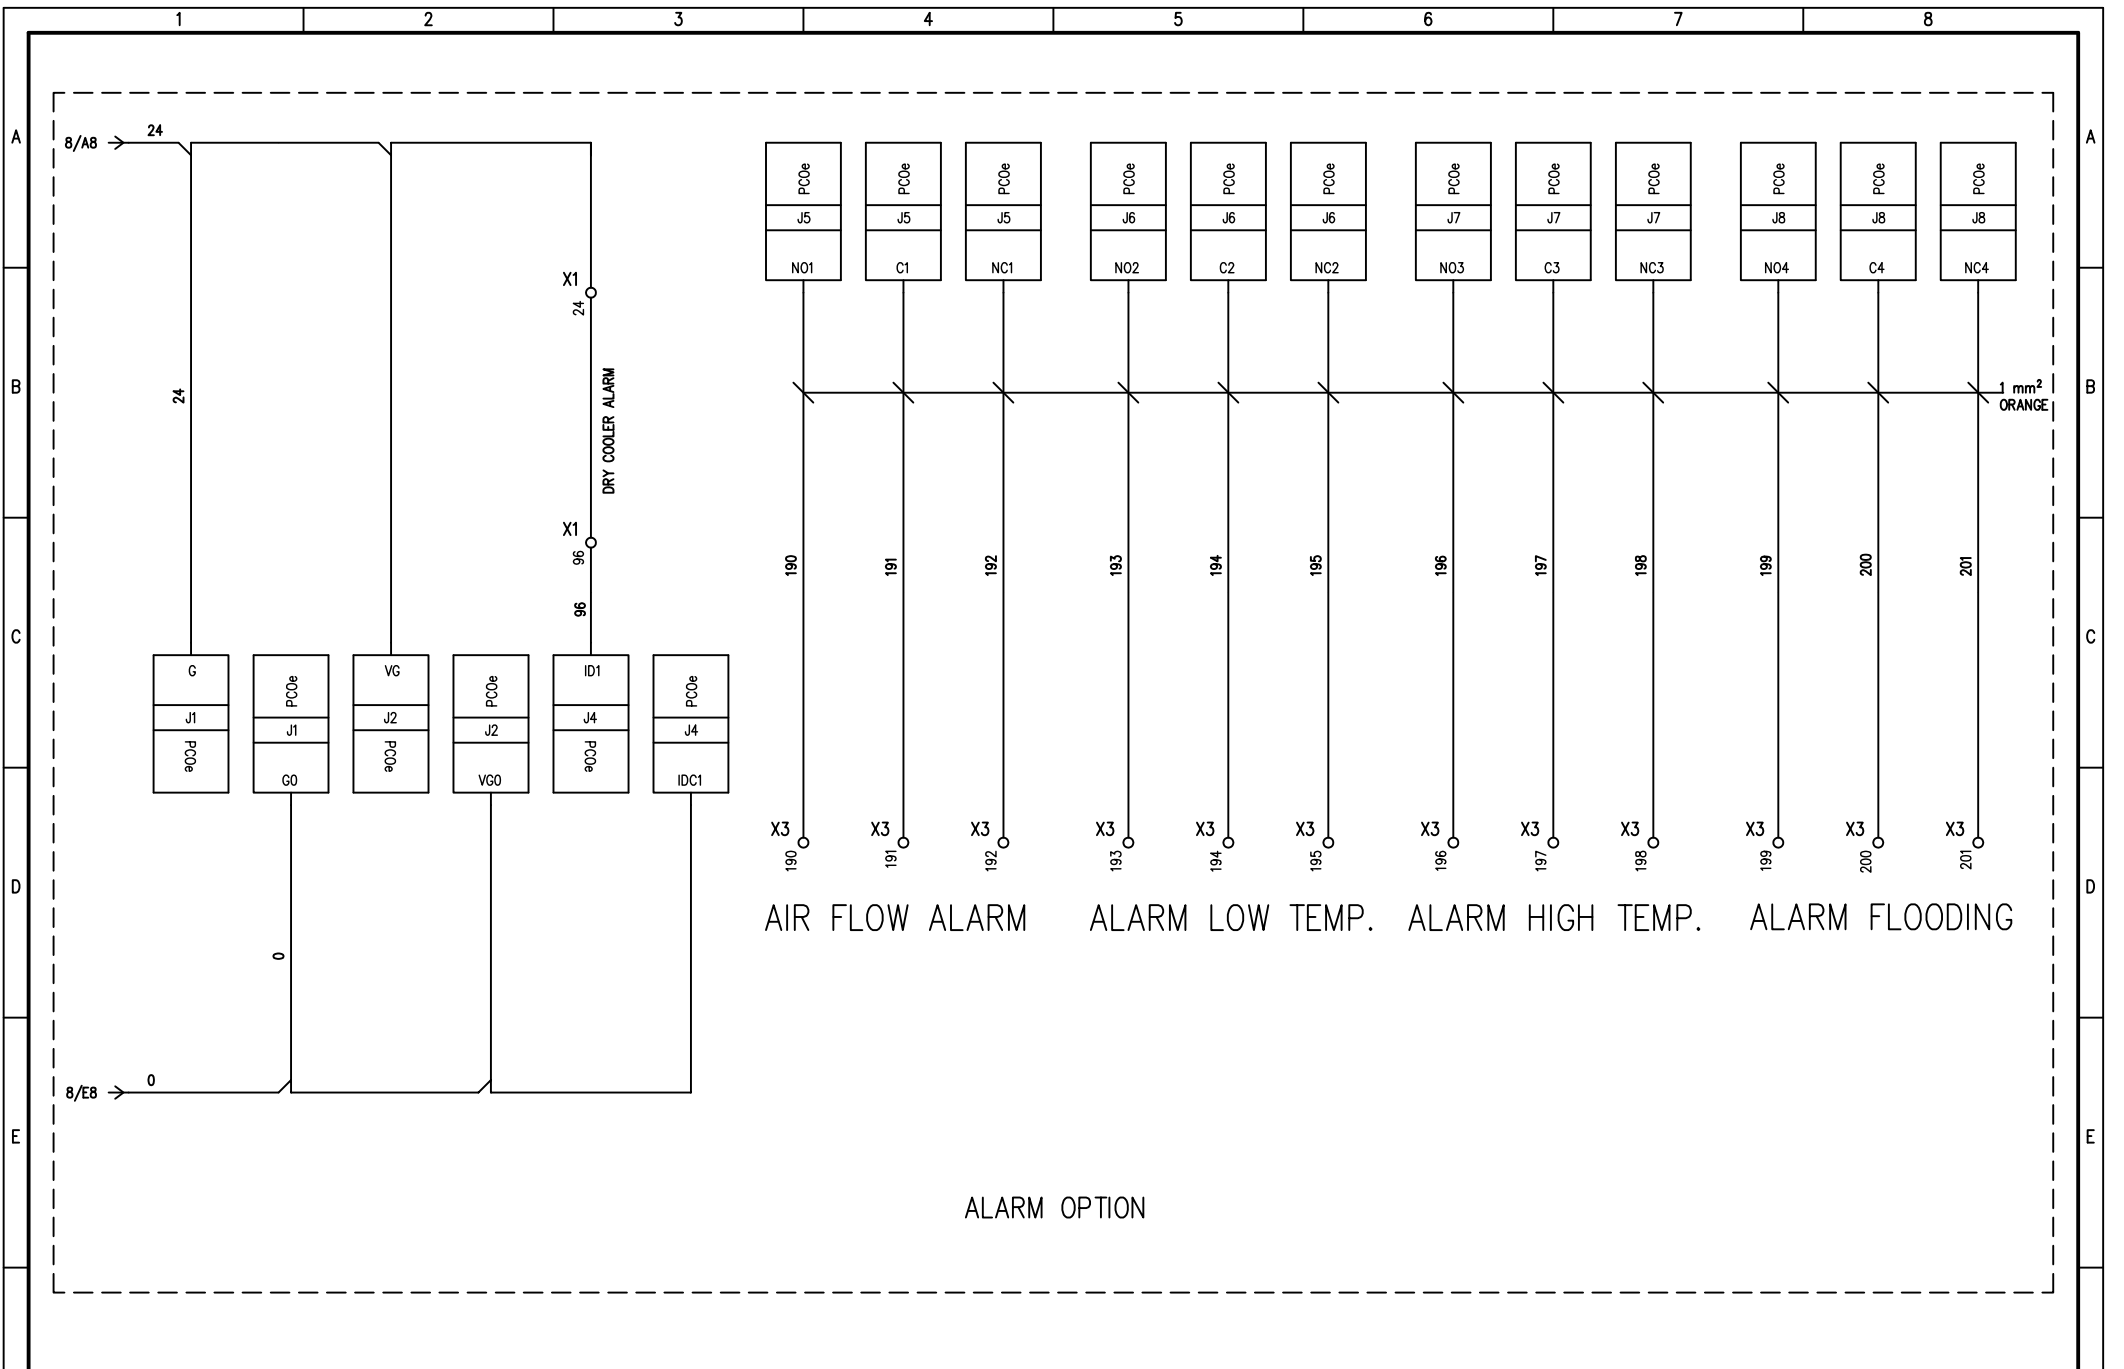 1 2 3 4 5 6 7 8
A A
8/A8 24
PCOe PCOe PCOe PCOe PCOe PCOe PCOe PCOe PCOe PCOe PCOe PCOe
J5 J5 J5 J6 J6 J6 J7 J7 J7 J8 J8 J8
NO1 C1 NC1 NO2 C2 NC2 NO3 C3 NC3 NO4 C4 NC4
X1
24
24
DRY COOLER ALARM
B B
1 mm²
ORANGE
X1
96
96
190 191 192 193 194 195 196 197 198 199 200 201
C C
G PCOe VG PCOe ID1 PCOe
J1 J1 J2 J2 J4 J4
PCOe G0 PCOe VG0 PCOe IDC1
X3 X3 X3 X3 X3 X3 X3 X3 X3 X3 X3 X3
190 191 192 193 194 195 196 197 198 199 200 201
D D
AIR FLOW ALARM ALARM LOW TEMP. ALARM HIGH TEMP. ALARM FLOODING
0
8/E8 0
E E
ALARM OPTION